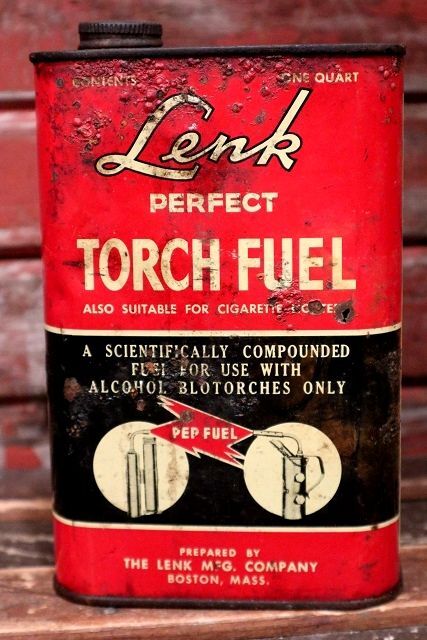 CONTENTS ONE QUART
Lenk
PERFECT
TORCH FUEL
ALSO SUITABLE FOR CIGARETTE
A SCIENTIFICALLY COMPOUNDED
FUEL FOR USE WITH
ALCOHOL BLOTORCHES ONLY
PEP FUEL
PREPARED BY
THE LENK MFG. COMPANY
BOSTON, MASS.